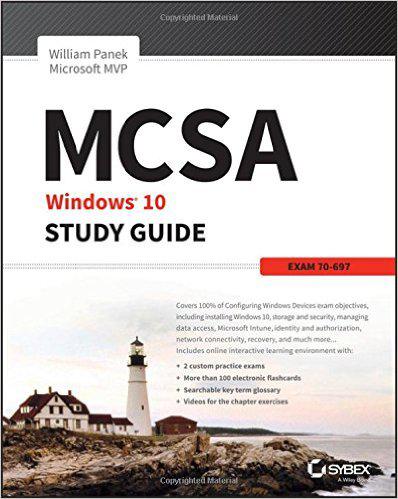 Copyrighted Material
William Panek
Microsoft MVP
MCSA
Windows® 10
STUDY GUIDE
EXAM 70-697
Covers 100% of Configuring Windows Devices exam objectives,
including installing Windows 10, storage and security, managing
data access, Microsoft Intune, identity and authorization,
network connectivity, recovery, and much more...
Includes online interactive learning environment with:
+ 2 custom practice exams
+ More than 100 electronic flashcards
+ Searchable key term glossary
+ Videos for the chapter exercises
SYBEX
A Wiley Brand
Copyrighted Material